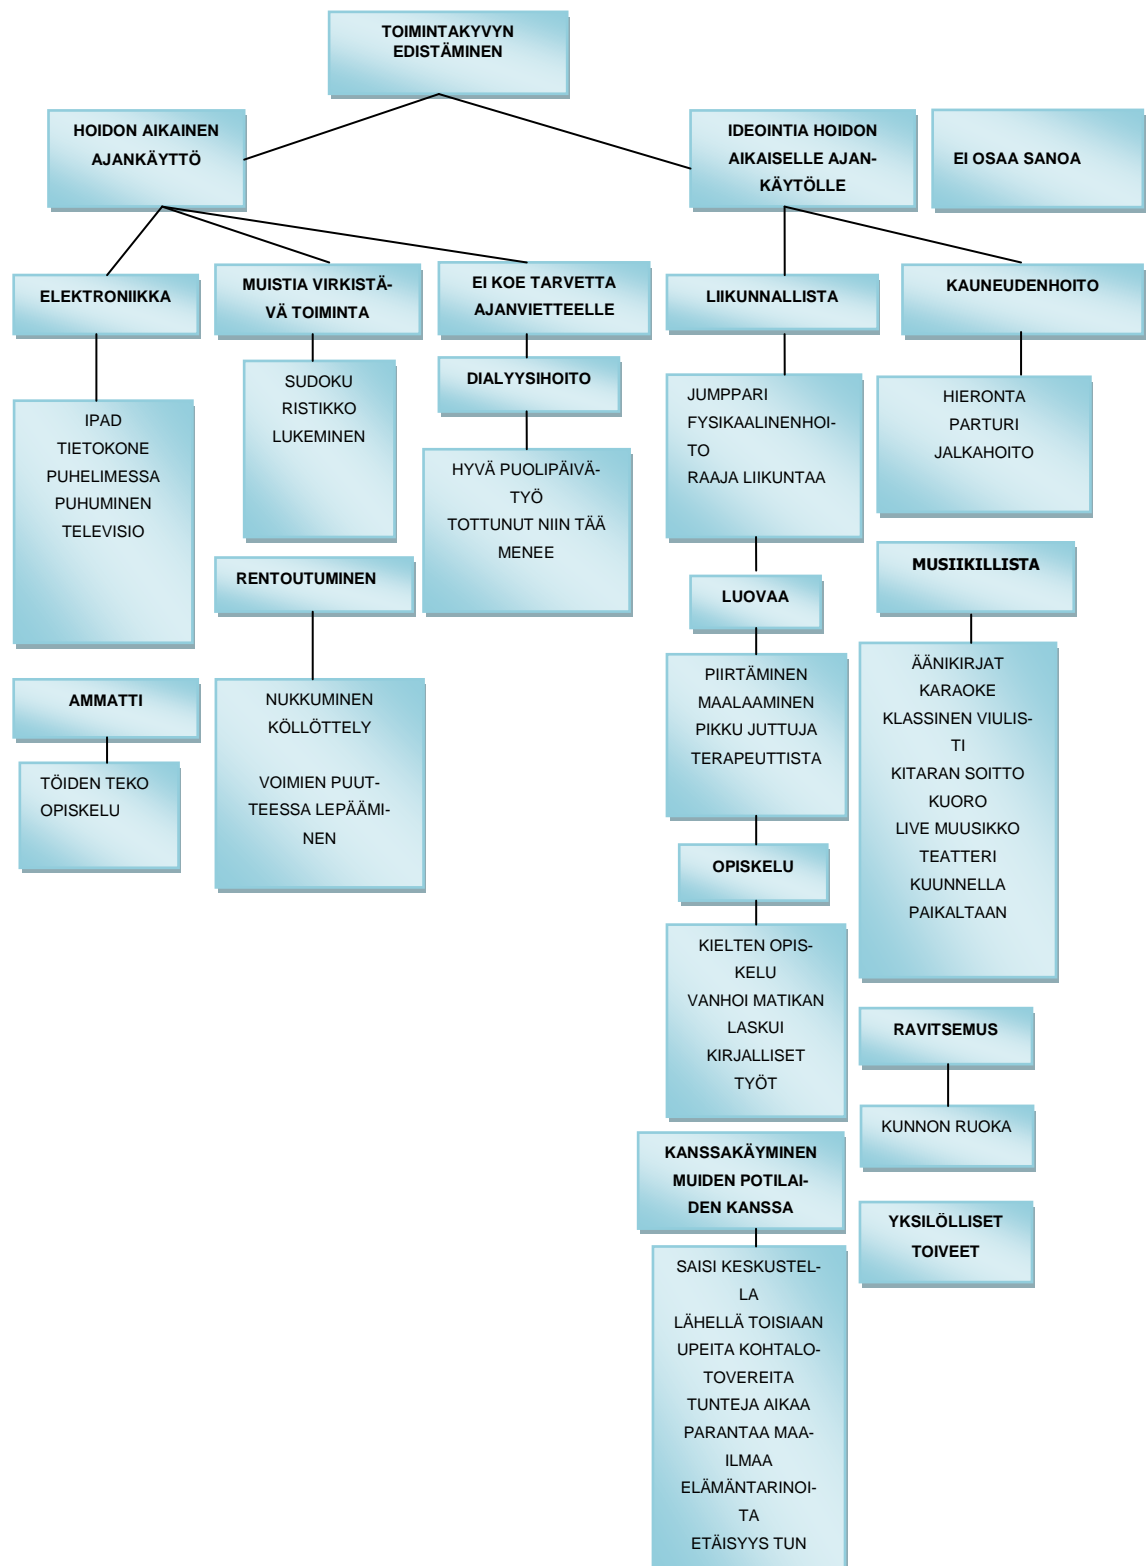 TOIMINTAKYVYN
EDISTÄMINEN
HOIDON AIKAINEN
AJANKÄYTTÖ
IDEOINTIA HOIDON
AIKAISELLE AJAN-
KÄYTÖLLE
EI OSAA SANOA
ELEKTRONIIKKA
MUISTIA VIRKISTÄ-
VÄ TOIMINTA
EI KOE TARVETTA
AJANVIETTEELLE
LIIKUNNALLISTA
KAUNEUDENHOITO
IPAD
TIETOKONE
PUHELIMESSA
PUHUMINEN
TELEVISIO
SUDOKU
RISTIKKO
LUKEMINEN
DIALYYSIHOITO
HYVÄ PUOLIPÄIVÄ-
TYÖ
TOTTUNUT NIIN TÄÄ
MENEE
JUMPPARI
FYSIKAALINENHOI-
TO
RAAJA LIIKUNTAA
HIERONTA
PARTURI
JALKAHOITO
RENTOUTUMINEN
NUKKUMINEN
KÖLLÖTTELY
VOIMIEN PUUT-
TEESSA LEPÄÄMI-
NEN
AMMATTI
TÖIDEN TEKO
OPISKELU
LUOVAA
PIIRTÄMINEN
MAALAAMINEN
PIKKU JUTTUJA
TERAPEUTTISTA
MUSIIKILLISTA
ÄÄNIKIRJAT
KARAOKE
KLASSINEN VIULIS-
TI
KITARAN SOITTO
KUORO
LIVE MUUSIKKO
TEATTERI
KUUNNELLA
PAIKALTAAN
OPISKELU
KIELTEN OPIS-
KELU
VANHOI MATIKAN
LASKUI
KIRJALLISET
TYÖT
RAVITSEMUS
KUNNON RUOKA
KANSSAKÄYMINEN
MUIDEN POTILAI-
DEN KANSSA
SAISI KESKUSTEL-
LA
LÄHELLÄ TOISIAAN
UPEITA KOHTALO-
TOVEREITA
TUNTEJA AIKAA
PARANTAA MAA-
ILMAA
ELÄMÄNTARINOI-
TA
ETÄISYYS TUN
YKSILÖLLISET
TOIVEET